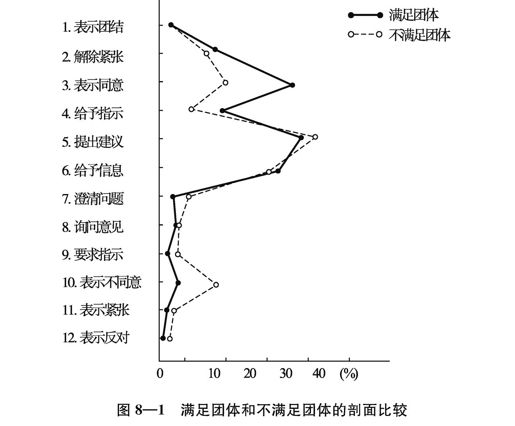 满足团体
不满足团体
1. 表示团结
2. 解除紧张
3. 表示同意
4. 给予指示
5. 提出建议
6. 给予信息
7. 澄清问题
8. 询问意见
9. 要求指示
10. 表示不同意
11. 表示紧张
12. 表示反对
0 10 20 30 40 (%)
图 8—1 满足团体和不满足团体的剖面比较